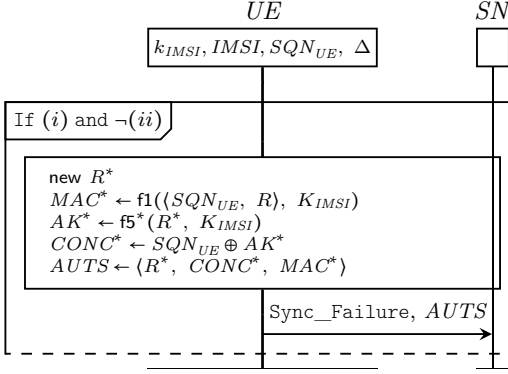 UE SN
k_IMSI, IMSI, SQN_UE, Δ
If (i) and ¬(ii)
new R*
MAC* ← f1(⟨SQN_UE, R⟩, K_IMSI)
AK* ← f5*(R*, K_IMSI)
CONC* ← SQN_UE ⊕ AK*
AUTS ← ⟨R*, CONC*, MAC*⟩
Sync_Failure, AUTS